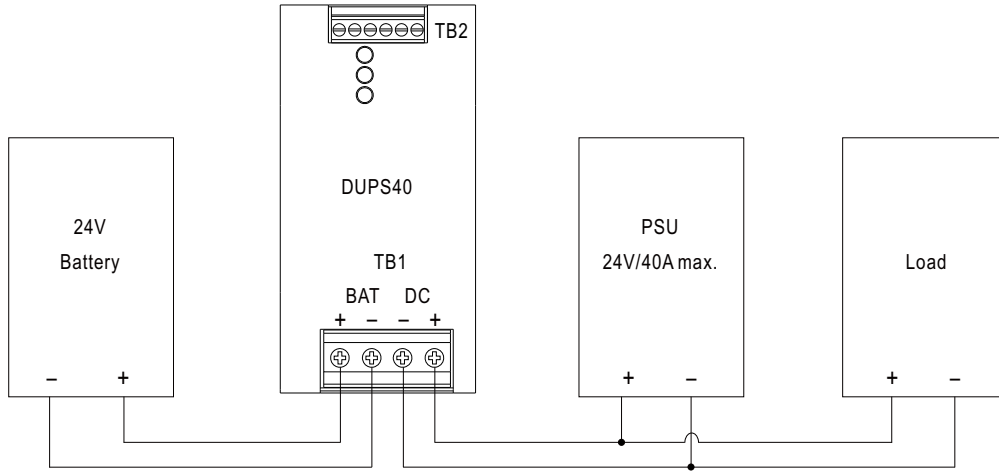 TB2
DUPS40
24V
Battery
PSU
24V/40A max.
Load
TB1
BAT DC
+ − − +
− +
+ −
+ −